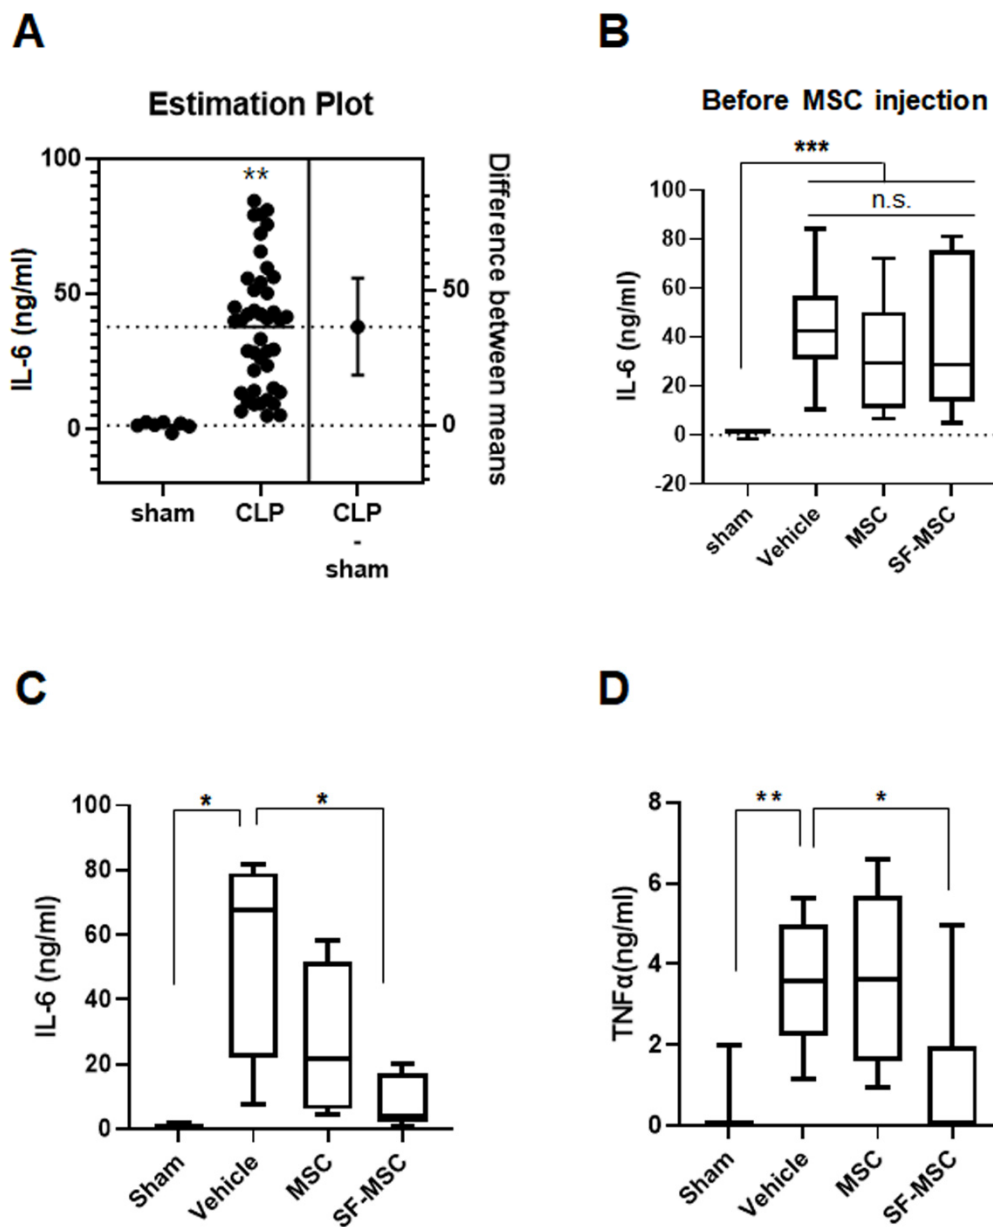 A
Estimation Plot
**
100
50
0
IL-6 (ng/ml)
50
0
Difference between means
sham
CLP
CLP
-
sham
B
Before MSC injection
***
n.s.
100
80
60
40
20
0
-20
IL-6 (ng/ml)
sham
Vehicle
MSC
SF-MSC
C
*
*
100
80
60
40
20
0
IL-6 (ng/ml)
Sham
Vehicle
MSC
SF-MSC
D
**
*
8
6
4
2
0
TNFα(ng/ml)
Sham
Vehicle
MSC
SF-MSC